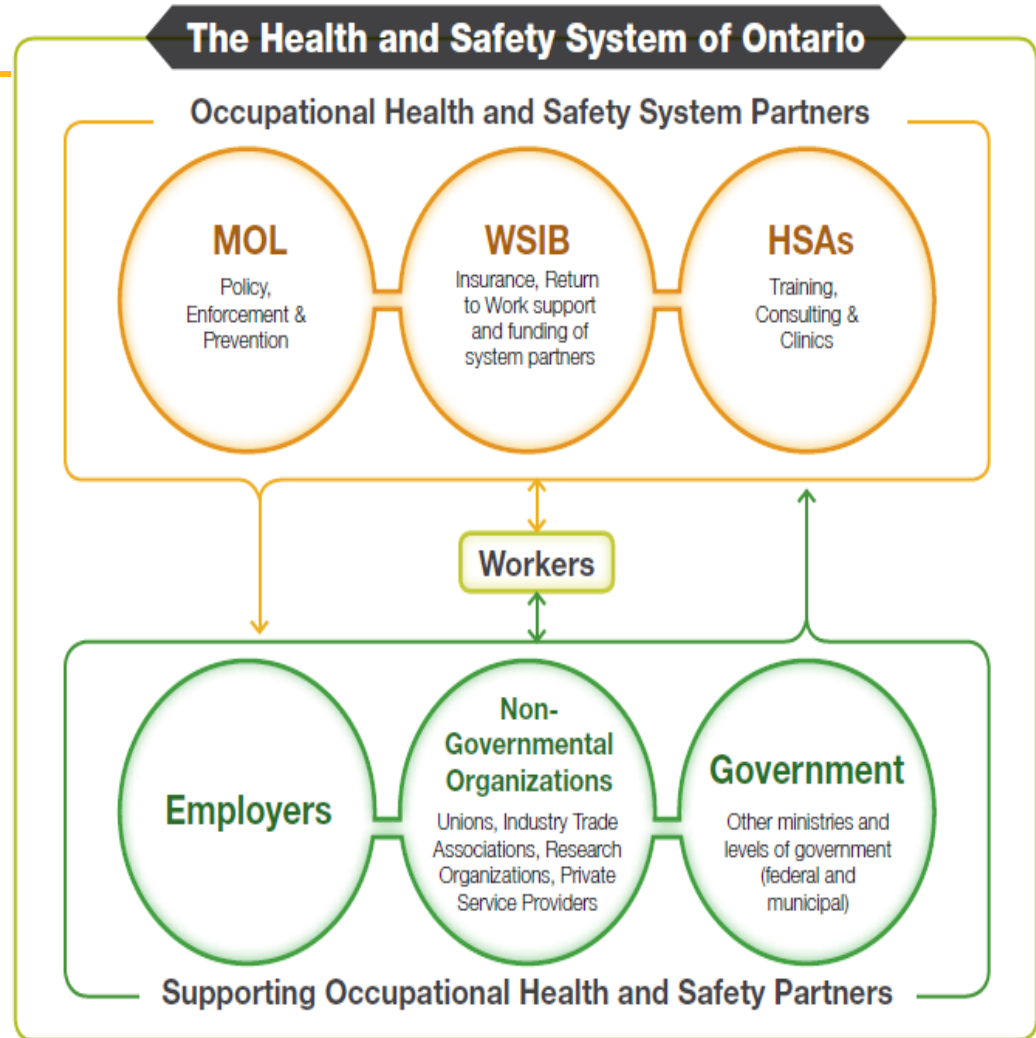 The Health and Safety System of Ontario
Occupational Health and Safety System Partners
MOL
Policy,
Enforcement &
Prevention
WSIB
Insurance, Return
to Work support
and funding of
system partners
HSAs
Training,
Consulting &
Clinics
Workers
Employers
Non-
Governmental
Organizations
Unions, Industry Trade
Associations, Research
Organizations, Private
Service Providers
Government
Other ministries and
levels of government
(federal and
municipal)
Supporting Occupational Health and Safety Partners